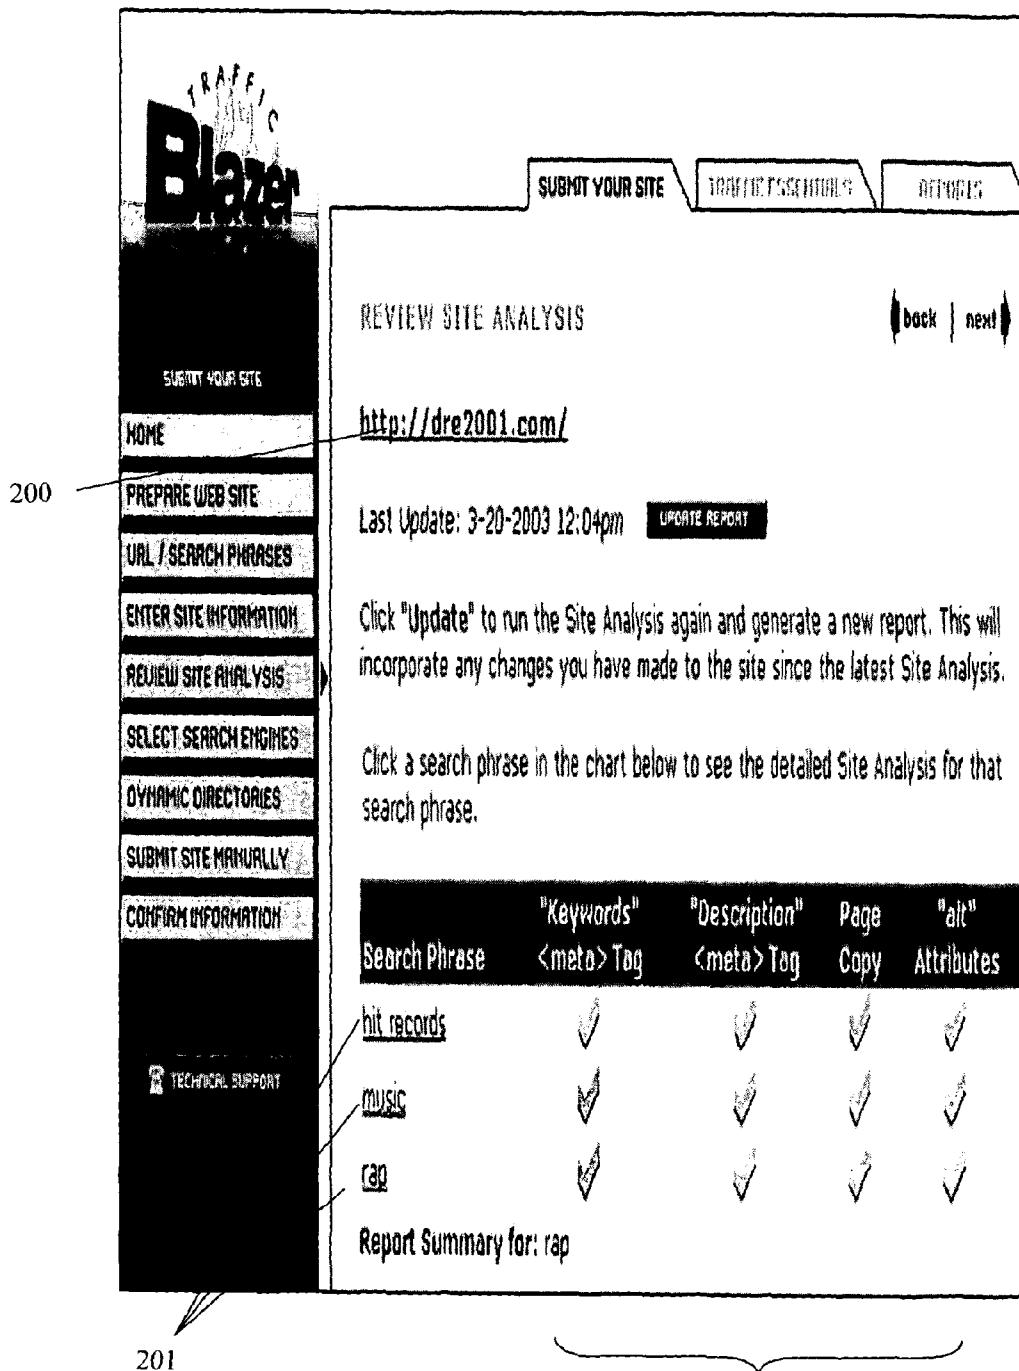 TRAFFIC
Blazer
SUBMIT YOUR SITE
TRAFFIC ESSENTIALS
REPORTS
REVIEW SITE ANALYSIS
back | next
SUBMIT YOUR SITE
HOME
PREPARE WEB SITE
URL / SEARCH PHRASES
ENTER SITE INFORMATION
REVIEW SITE ANALYSIS
SELECT SEARCH ENGINES
DYNAMIC DIRECTORIES
SUBMIT SITE MANUALLY
CONFIRM INFORMATION
TECHNICAL SUPPORT
200
http://dre2001.com/
Last Update: 3-20-2003 12:04pm UPDATE REPORT
Click "Update" to run the Site Analysis again and generate a new report. This will
incorporate any changes you have made to the site since the latest Site Analysis.
Click a search phrase in the chart below to see the detailed Site Analysis for that
search phrase.
Search Phrase "Keywords" <meta> Tag "Description" <meta> Tag Page Copy "alt" Attributes
hit records
music
rap
Report Summary for: rap
201